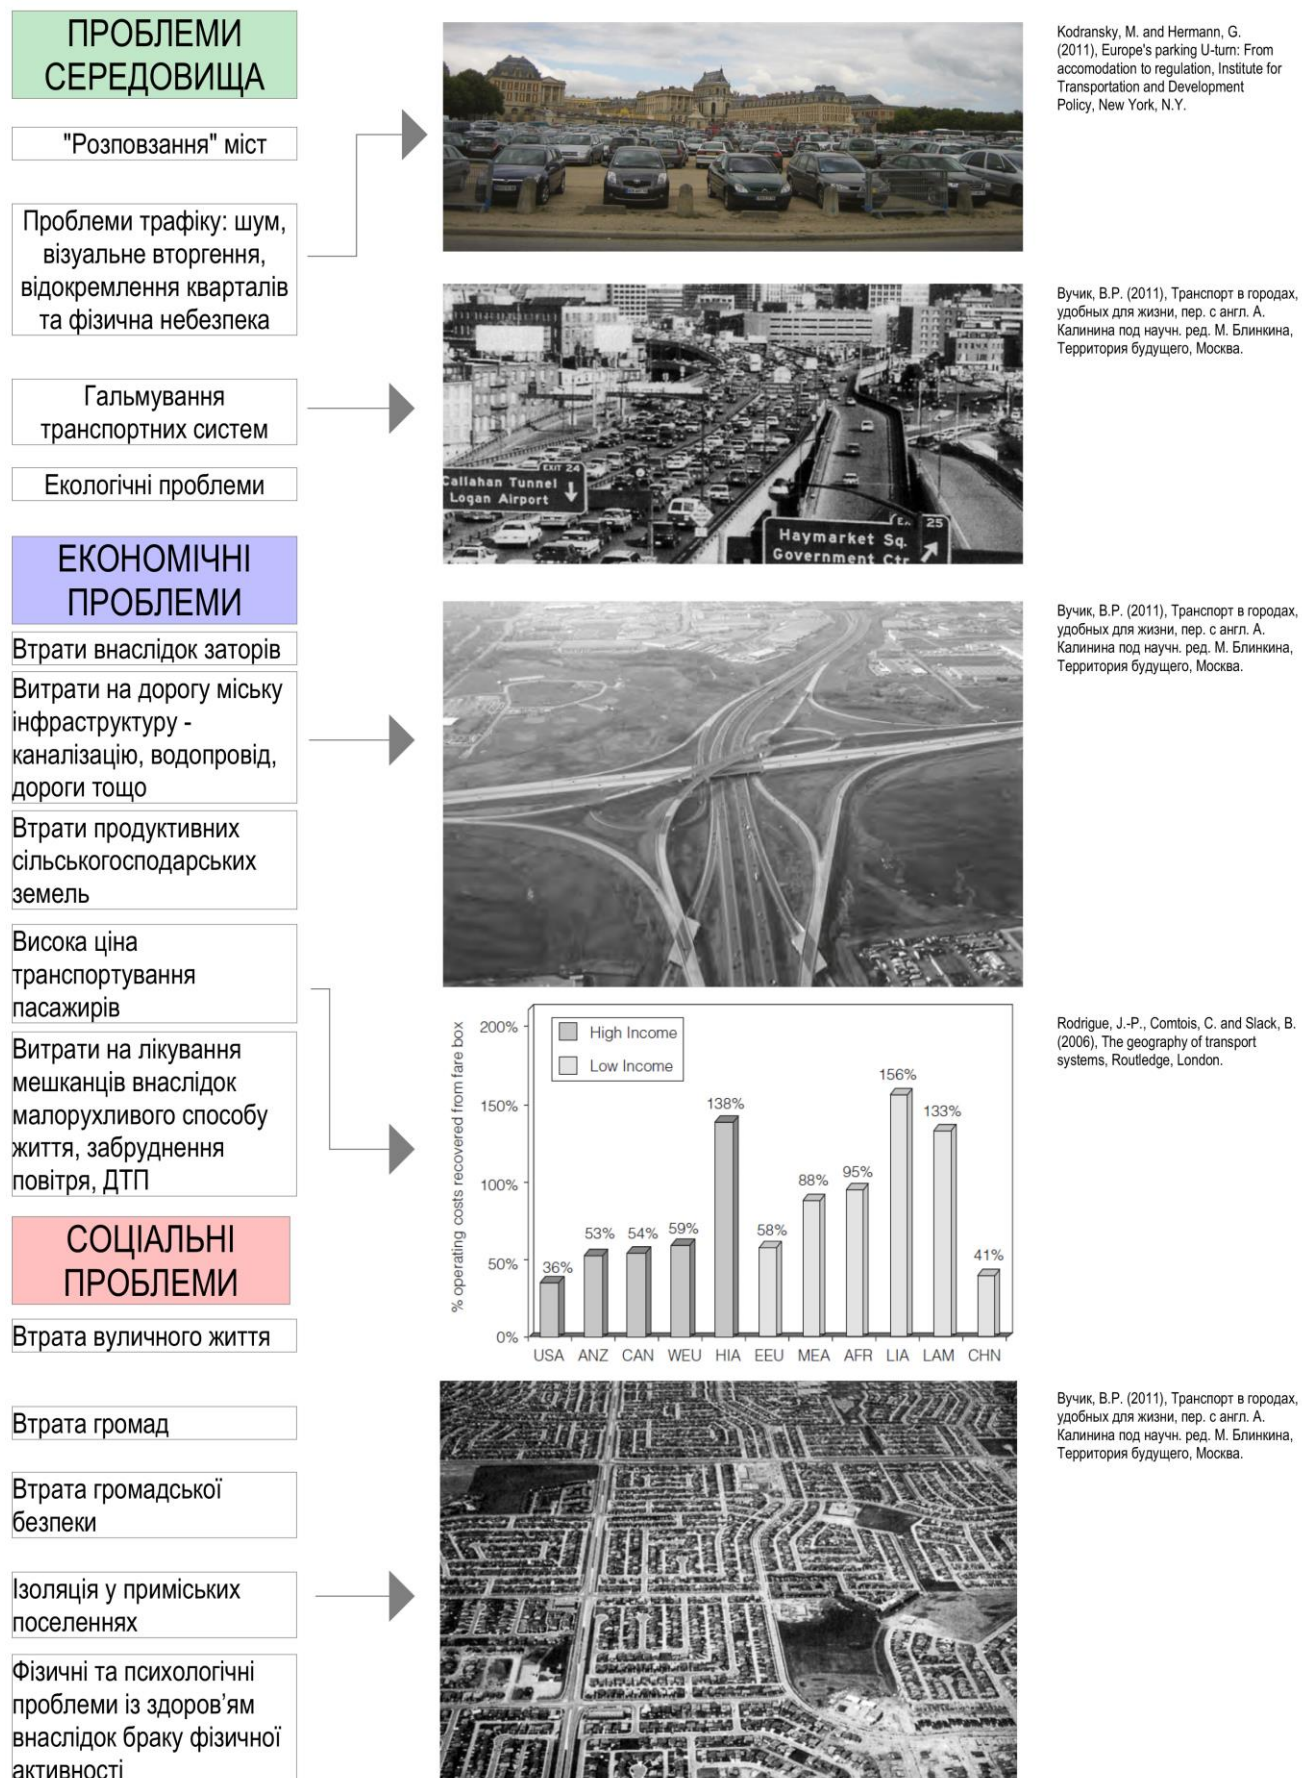 ПРОБЛЕМИ
СЕРЕДОВИЩА
"Розповзання" міст
Проблеми трафіку: шум,
візуальне вторгнення,
відокремлення кварталів
та фізична небезпека
Гальмування
транспортних систем
Екологічні проблеми
ЕКОНОМІЧНІ
ПРОБЛЕМИ
Втрати внаслідок заторів
Витрати на дорогу міську
інфраструктуру -
каналізацію, водопровід,
дороги тощо
Втрати продуктивних
сільськогосподарських
земель
Висока ціна
транспортування
пасажирів
Витрати на лікування
мешканців внаслідок
малорухливого способу
життя, забруднення
повітря, ДТП
СОЦІАЛЬНІ
ПРОБЛЕМИ
Втрата вуличного життя
Втрата громад
Втрата громадської
безпеки
Ізоляція у приміських
поселеннях
Фізичні та психологічні
проблеми із здоров’ям
внаслідок браку фізичної
активності
Kodransky, M. and Hermann, G.
(2011), Europe's parking U-turn: From
accomodation to regulation, Institute for
Transportation and Development
Policy, New York, N.Y.
EXIT 24
Callahan Tunnel
Logan Airport
25
Haymarket Sq.
Government Ctr
Вучик, В.Р. (2011), Транспорт в городах,
удобных для жизни, пер. с англ. А.
Калинина под научн. ред. М. Блинкина,
Территория будущего, Москва.
Вучик, В.Р. (2011), Транспорт в городах,
удобных для жизни, пер. с англ. А.
Калинина под научн. ред. М. Блинкина,
Территория будущего, Москва.
% operating costs recovered from fare box
200%
150%
100%
50%
0%
High Income
Low Income
36%
53%
54%
59%
138%
58%
88%
95%
156%
133%
41%
USA ANZ CAN WEU HIA EEU MEA AFR LIA LAM CHN
Rodrigue, J.-P., Comtois, C. and Slack, B.
(2006), The geography of transport
systems, Routledge, London.
Вучик, В.Р. (2011), Транспорт в городах,
удобных для жизни, пер. с англ. А.
Калинина под научн. ред. М. Блинкина,
Территория будущего, Москва.